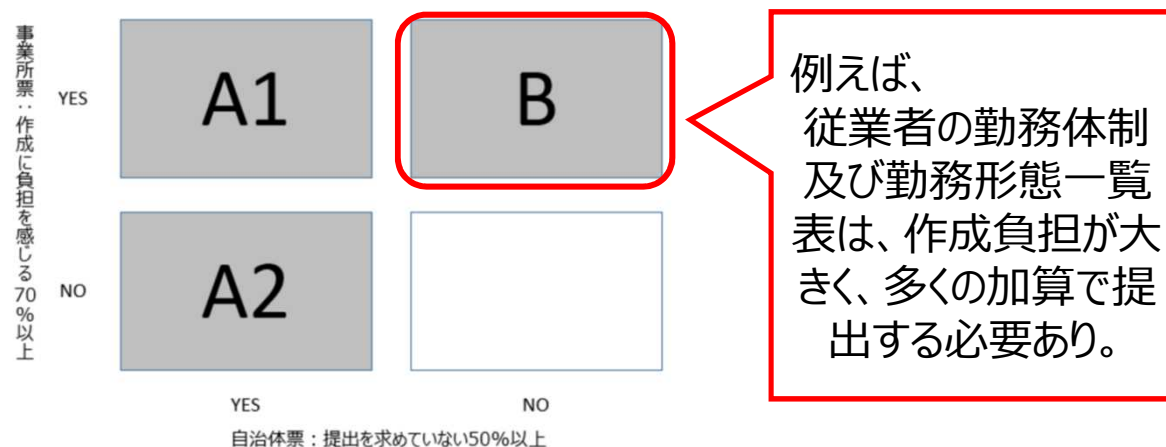 事業所票：作成に負担を感じる70％以上
YES
A1
B
NO
A2
YES
NO
自治体票：提出を求めていない50％以上
例えば、
従業者の勤務体制
及び勤務形態一覧
表は、作成負担が大
きく、多くの加算で提
出する必要あり。